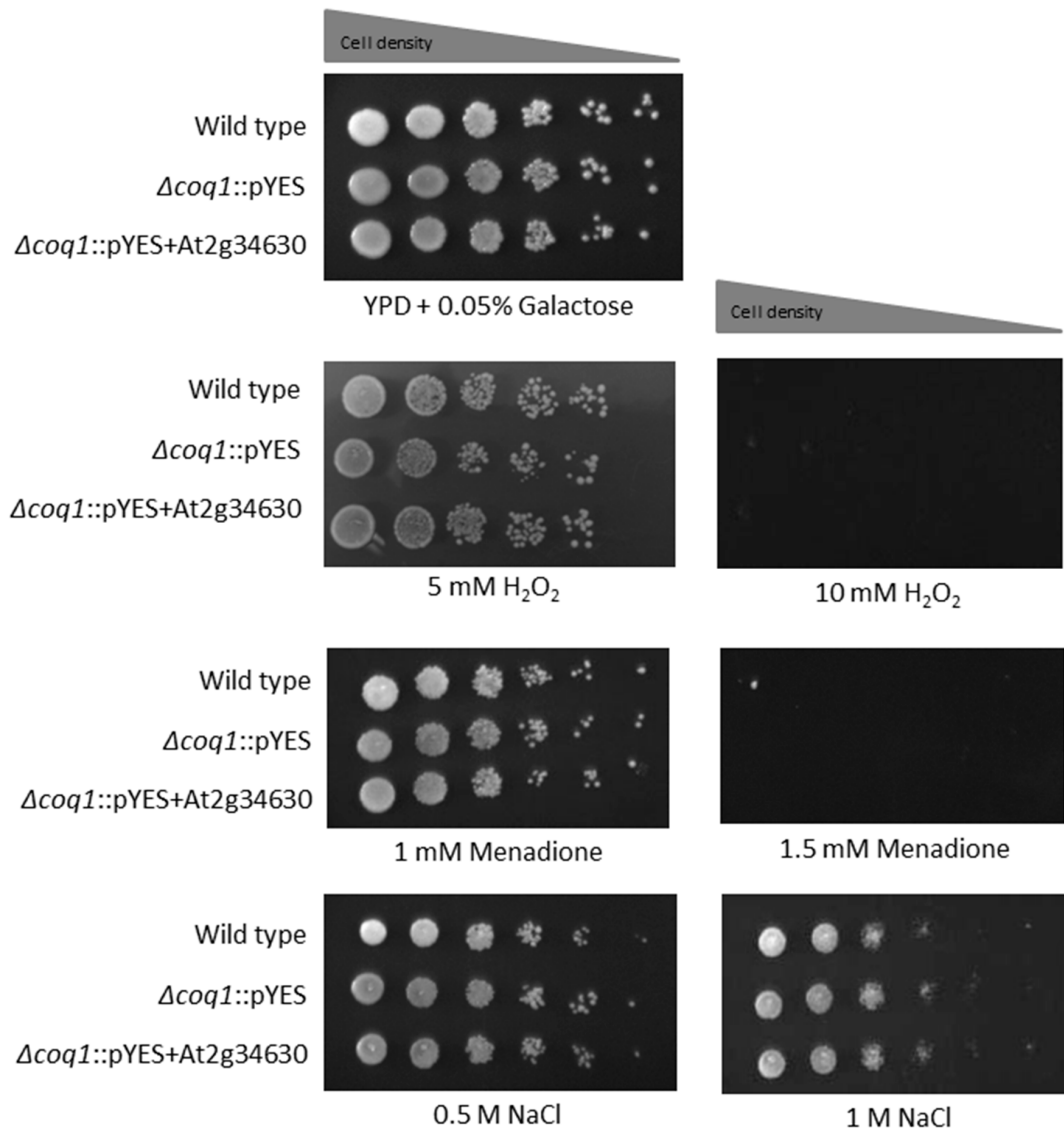 Cell density
Wild type
Δcoq1::pYES
Δcoq1::pYES+At2g34630
YPD + 0.05% Galactose
Cell density
Wild type
Δcoq1::pYES
Δcoq1::pYES+At2g34630
5 mM H₂O₂
10 mM H₂O₂
Wild type
Δcoq1::pYES
Δcoq1::pYES+At2g34630
1 mM Menadione
1.5 mM Menadione
Wild type
Δcoq1::pYES
Δcoq1::pYES+At2g34630
0.5 M NaCl
1 M NaCl